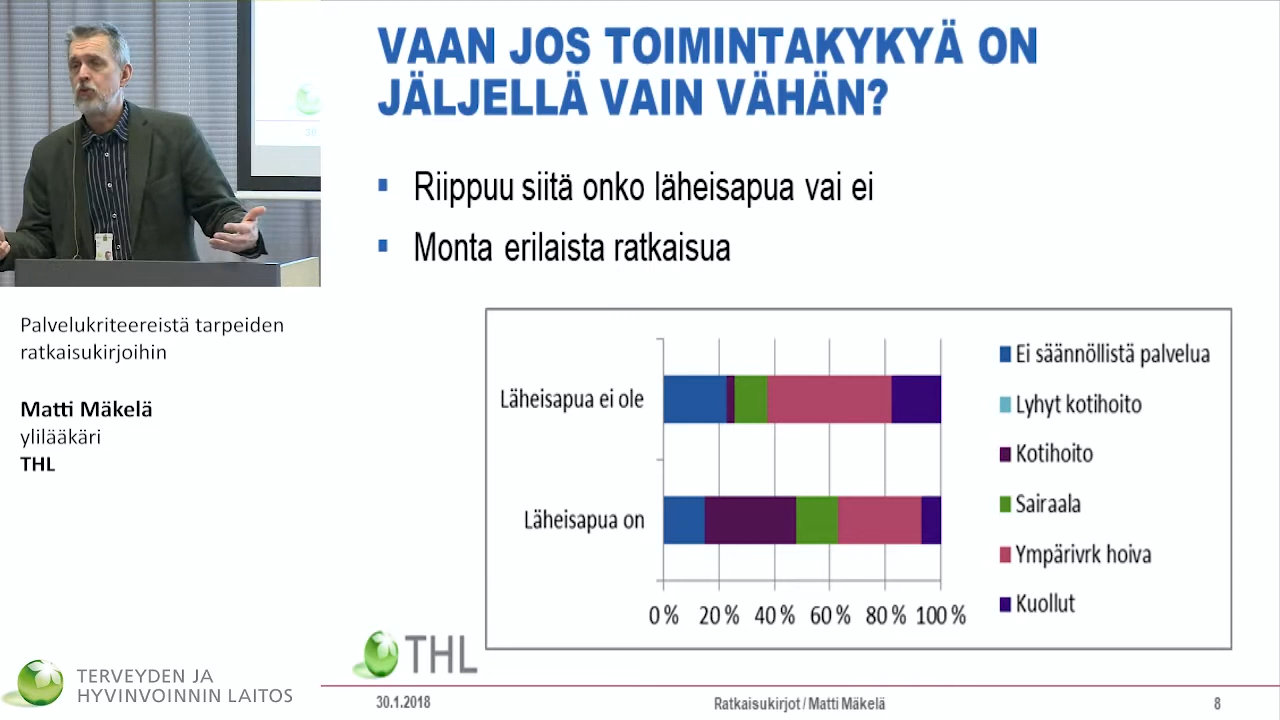 VAAN JOS TOIMINTAKYKYÄ ON
JÄLJELLÄ VAIN VÄHÄN?
Riippuu siitä onko läheisapua vai ei
Monta erilaista ratkaisua
Palvelukriteereistä tarpeiden
ratkaisukirjoihin
Matti Mäkelä
ylilääkäri
THL
Läheisapua ei ole
Läheisapua on
0 % 20 % 40 % 60 % 80 % 100 %
Ei säännöllistä palvelua
Lyhyt kotihoito
Kotihoito
Sairaala
Ympärivrk hoiva
Kuollut
THL
TERVEYDEN JA
HYVINVOINNIN LAITOS
30.1.2018 Ratkaisukirjot / Matti Mäkelä 8